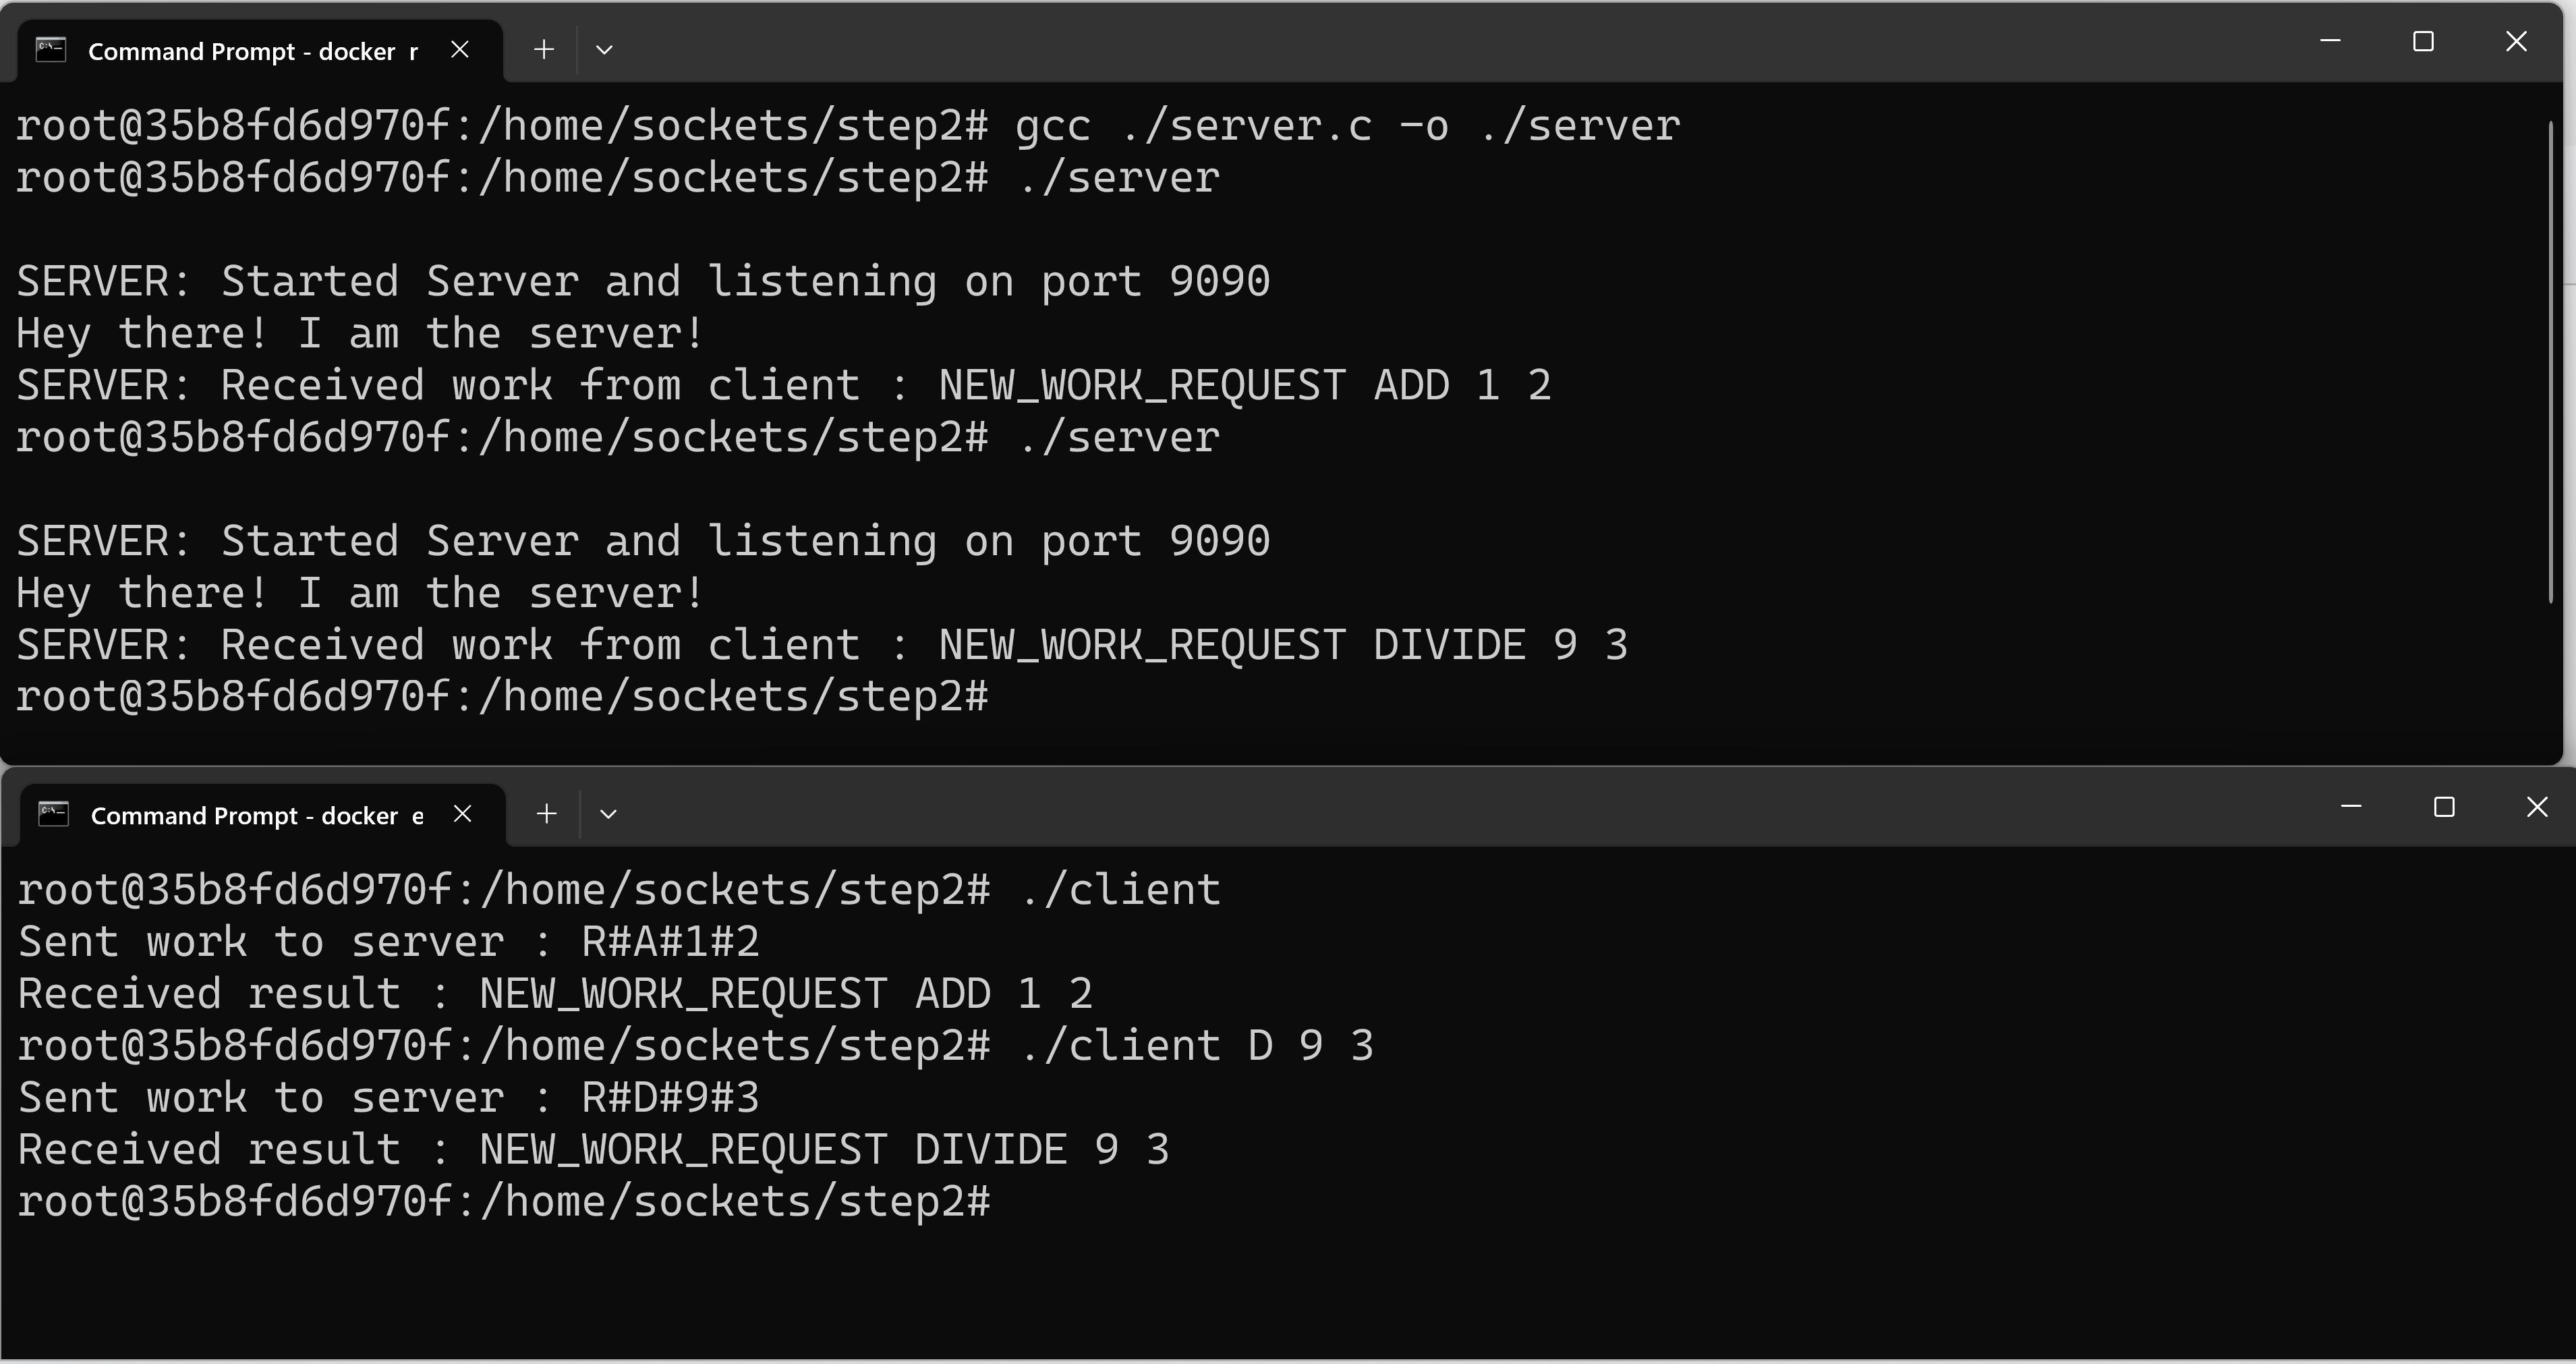 Command Prompt - docker  r
root@35b8fd6d970f:/home/sockets/step2# gcc ./server.c -o ./server
root@35b8fd6d970f:/home/sockets/step2# ./server
SERVER: Started Server and listening on port 9090
Hey there! I am the server!
SERVER: Received work from client : NEW_WORK_REQUEST ADD 1 2
root@35b8fd6d970f:/home/sockets/step2# ./server
SERVER: Started Server and listening on port 9090
Hey there! I am the server!
SERVER: Received work from client : NEW_WORK_REQUEST DIVIDE 9 3
root@35b8fd6d970f:/home/sockets/step2#
Command Prompt - docker  e
root@35b8fd6d970f:/home/sockets/step2# ./client
Sent work to server : R#A#1#2
Received result : NEW_WORK_REQUEST ADD 1 2
root@35b8fd6d970f:/home/sockets/step2# ./client D 9 3
Sent work to server : R#D#9#3
Received result : NEW_WORK_REQUEST DIVIDE 9 3
root@35b8fd6d970f:/home/sockets/step2#